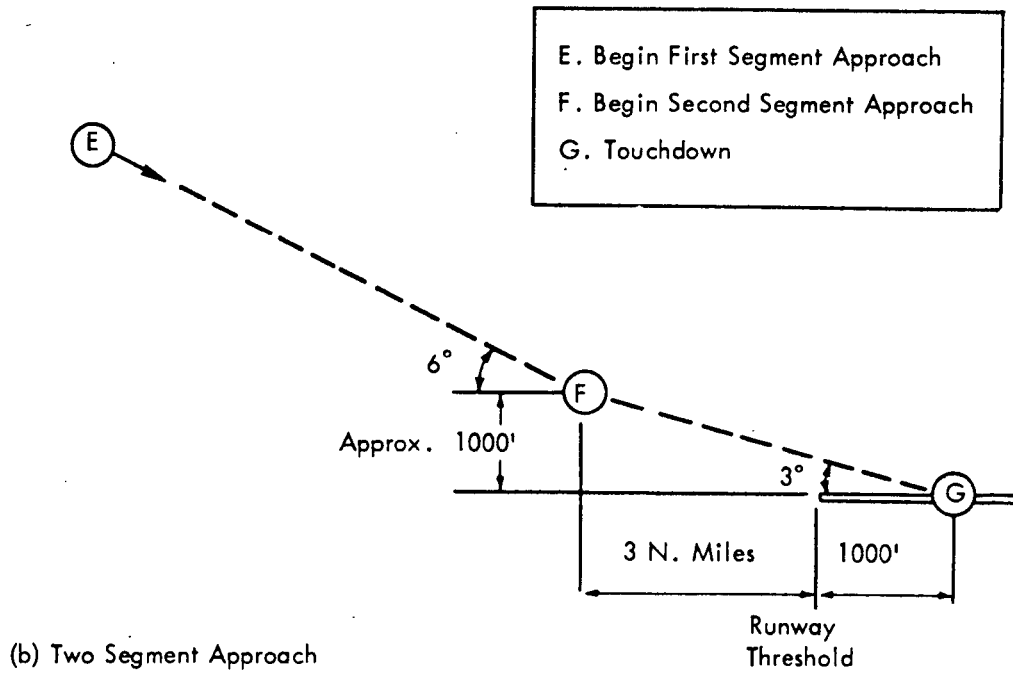 E. Begin First Segment Approach
F. Begin Second Segment Approach
G. Touchdown
E
6°
F
Approx. 1000'
3°
G
3 N. Miles
1000'
Runway
Threshold
(b) Two Segment Approach